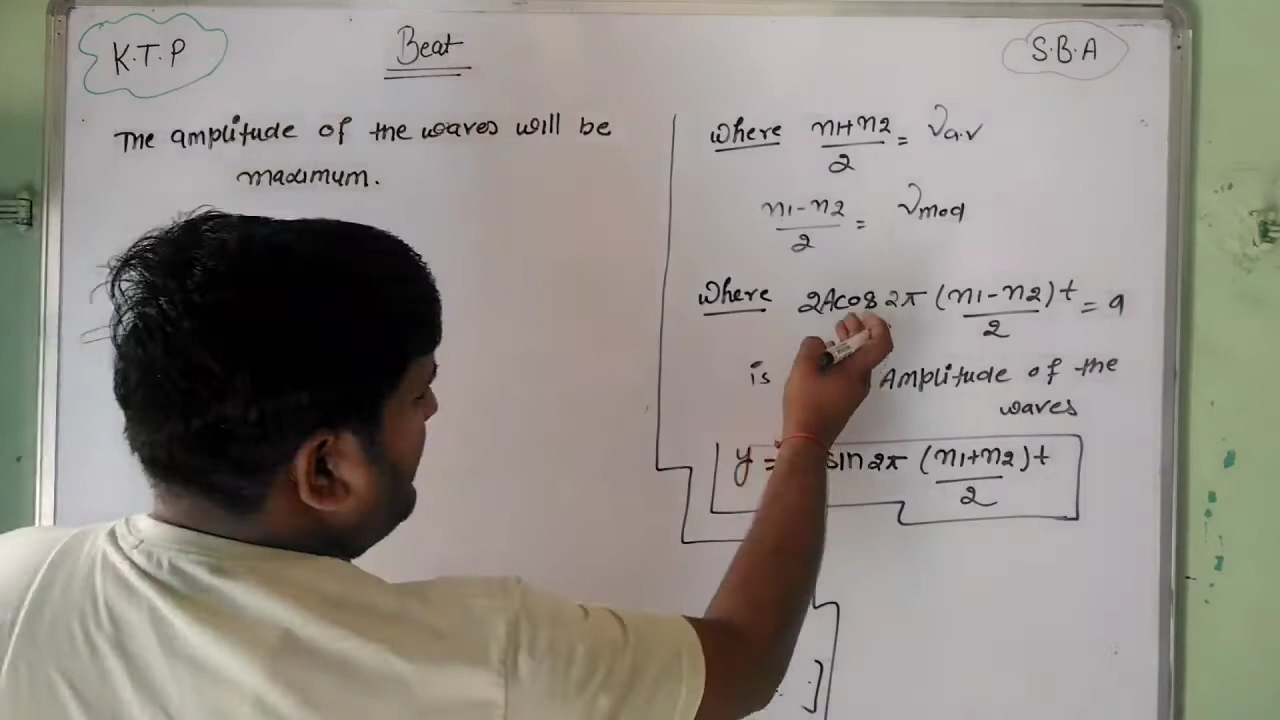 K.T.P
Beat
S.B.A
The amplitude of the waves will be
maximum.
where n1+n2/2 = νa.v
n1-n2/2 = νmod
where 2Acos2π (n1-n2/2)t = a
is Amplitude of the
waves
y = sin2π (n1+n2/2)t